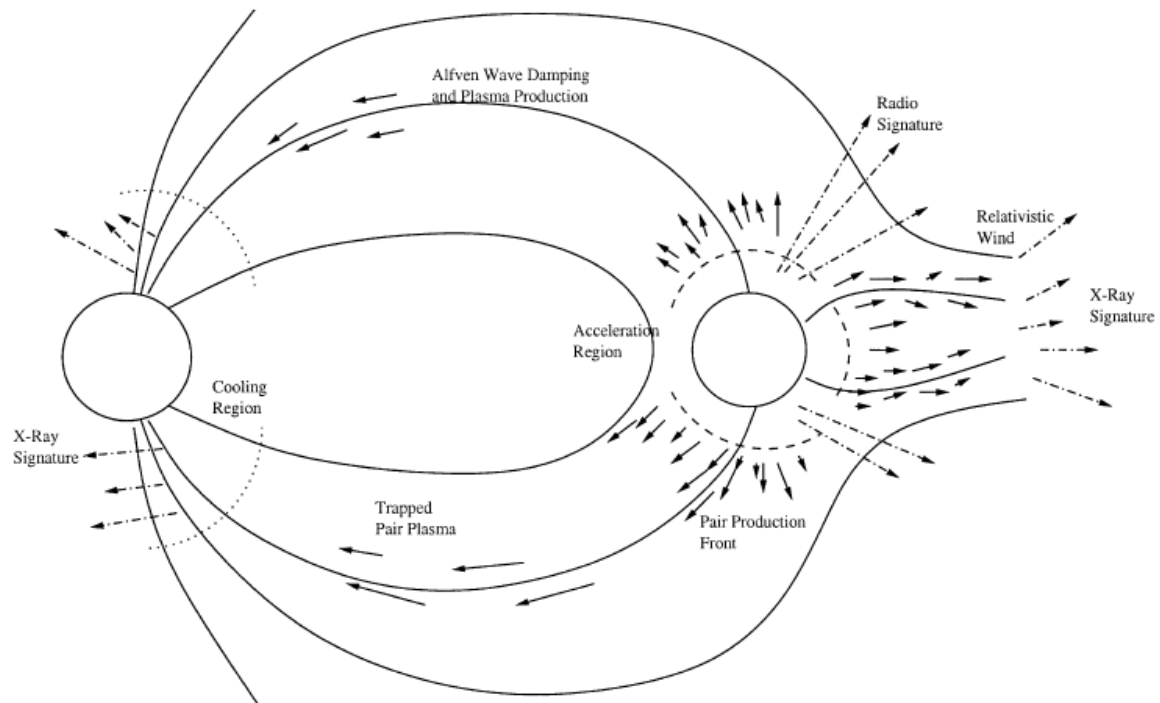 Alfven Wave Damping
and Plasma Production
Radio
Signature
Relativistic
Wind
X-Ray
Signature
Acceleration
Region
Cooling
Region
X-Ray
Signature
Trapped
Pair Plasma
Pair Production
Front